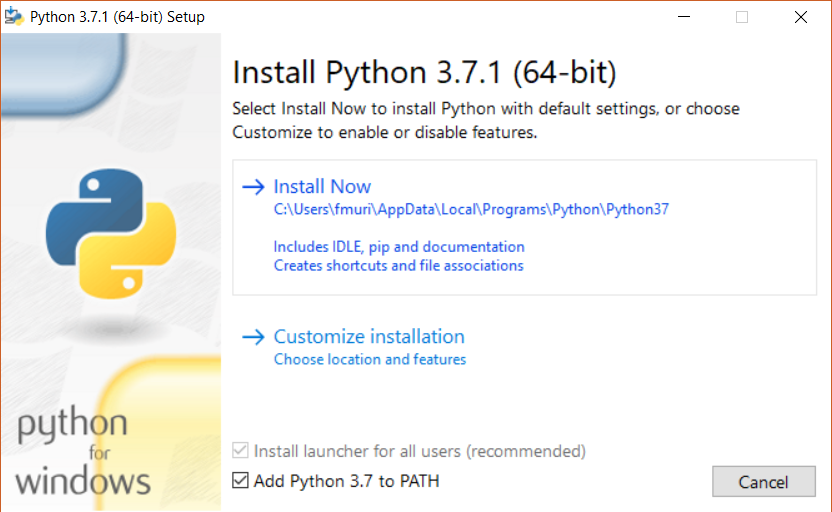 Python 3.7.1 (64-bit) Setup
Install Python 3.7.1 (64-bit)
Select Install Now to install Python with default settings, or choose
Customize to enable or disable features.
Install Now
C:\Users\fmuri\AppData\Local\Programs\Python\Python37
Includes IDLE, pip and documentation
Creates shortcuts and file associations
Customize installation
Choose location and features
python
for
windows
Install launcher for all users (recommended)
Add Python 3.7 to PATH
Cancel